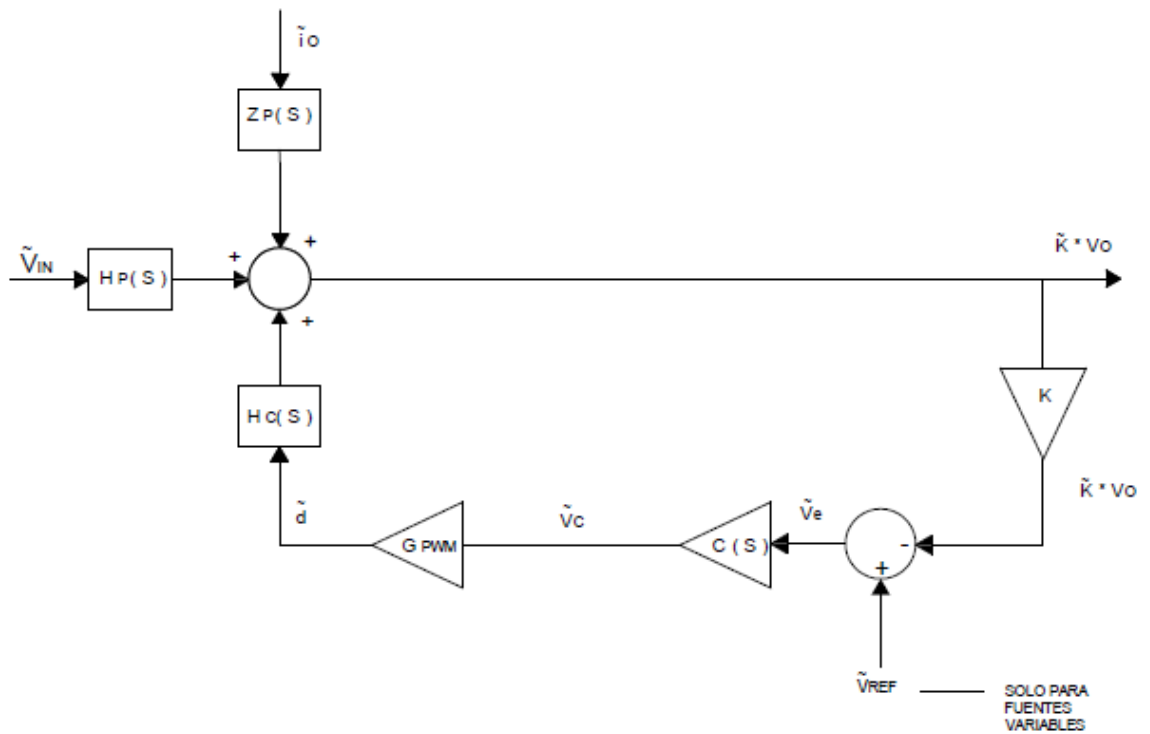 ĩo
ZP(S)
ṼIN
HP(S)
+
+
+
K̃ * Vo
K
HC(S)
K̃ * Vo
d̃
GPWM
ṼC
C(S)
Ṽe
-
+
ṼREF
SOLO PARA
FUENTES
VARIABLES